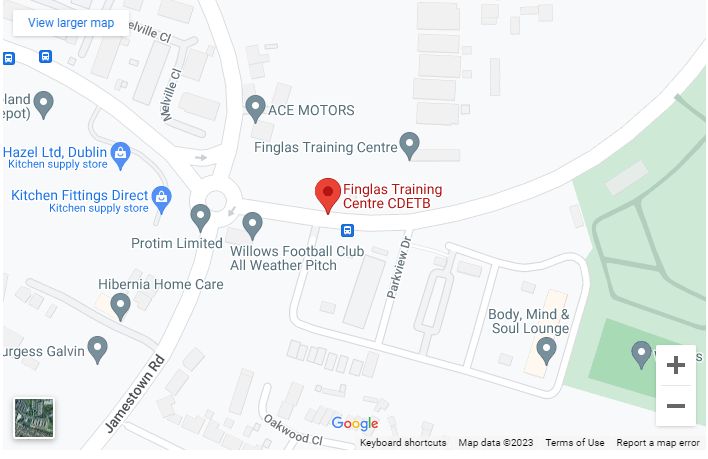 View larger map
elville Cl
Melville Cl
ACE MOTORS
eland
epot)
Finglas Training Centre
Hazel Ltd, Dublin
Kitchen supply store
Kitchen Fittings Direct
Kitchen supply store
Finglas Training
Centre CDETB
Protim Limited
Willows Football Club
All Weather Pitch
Parkview Dr
Hibernia Home Care
Body, Mind &
Soul Lounge
urgess Galvin
Jamestown Rd
Oakwood Cl
Google
Keyboard shortcuts
Map data ©2023
Terms of Use
Report a map error